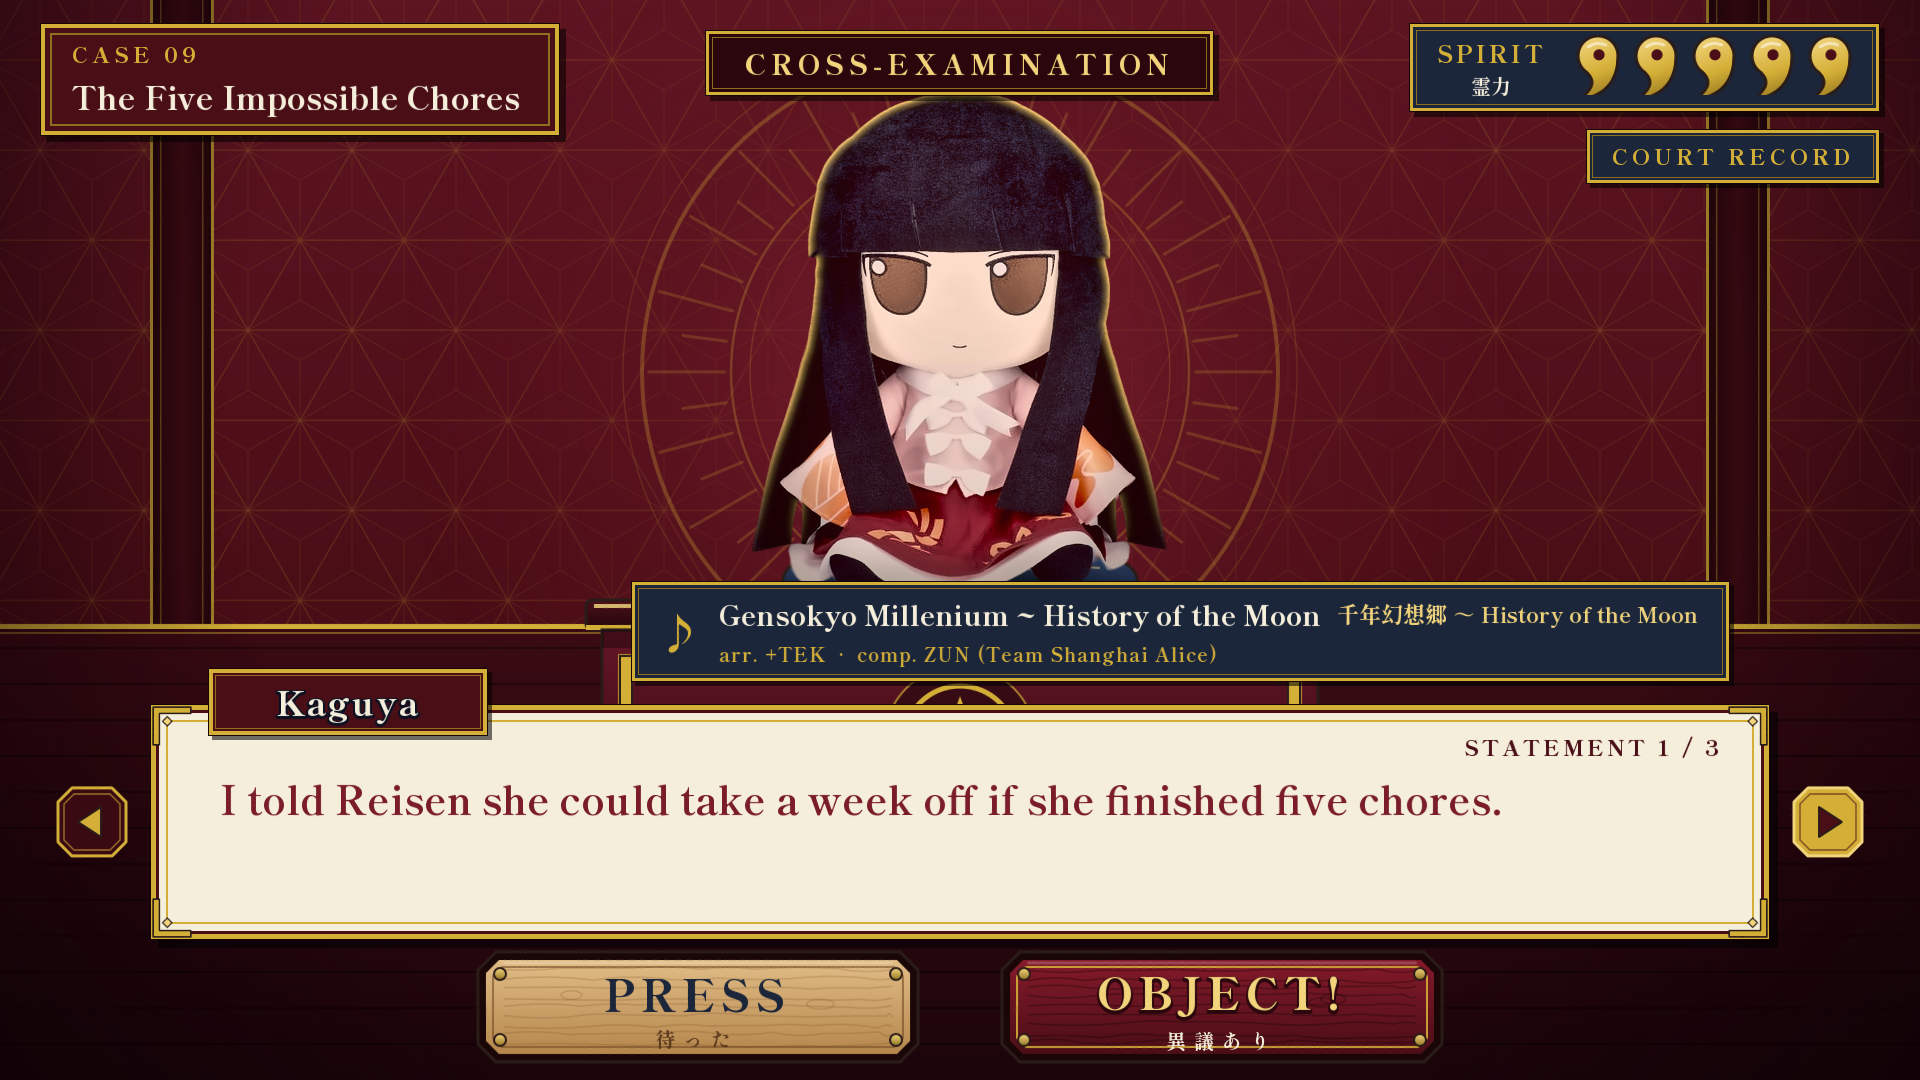 CASE 09
The Five Impossible Chores
CROSS-EXAMINATION
SPIRIT
霊力
COURT RECORD
Gensokyo Millenium ~ History of the Moon 千年幻想郷 ～ History of the Moon
arr. +TEK · comp. ZUN (Team Shanghai Alice)
Kaguya
STATEMENT 1 / 3
I told Reisen she could take a week off if she finished five chores.
PRESS
待った
OBJECT!
異議あり